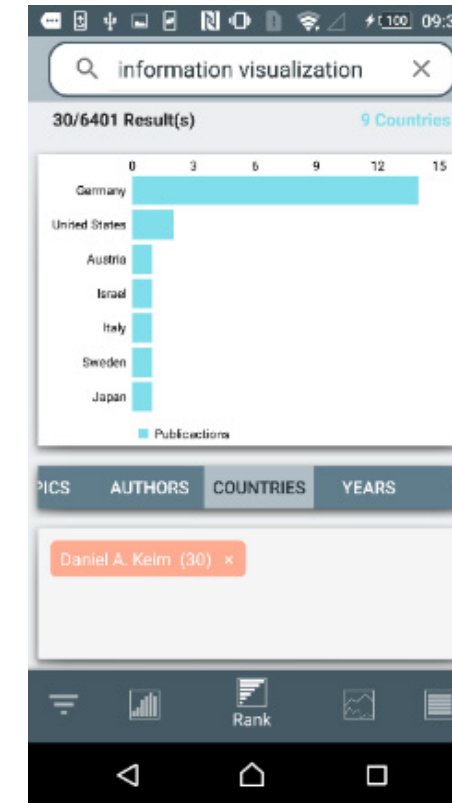 100 09:3
information visualization
30/6401 Result(s) 9 Countries
0 3 6 9 12 15
Germany
United States
Austria
Israel
Italy
Sweden
Japan
Publicactions
PICS AUTHORS COUNTRIES YEARS
Daniel A. Keim (30) ×
Rank